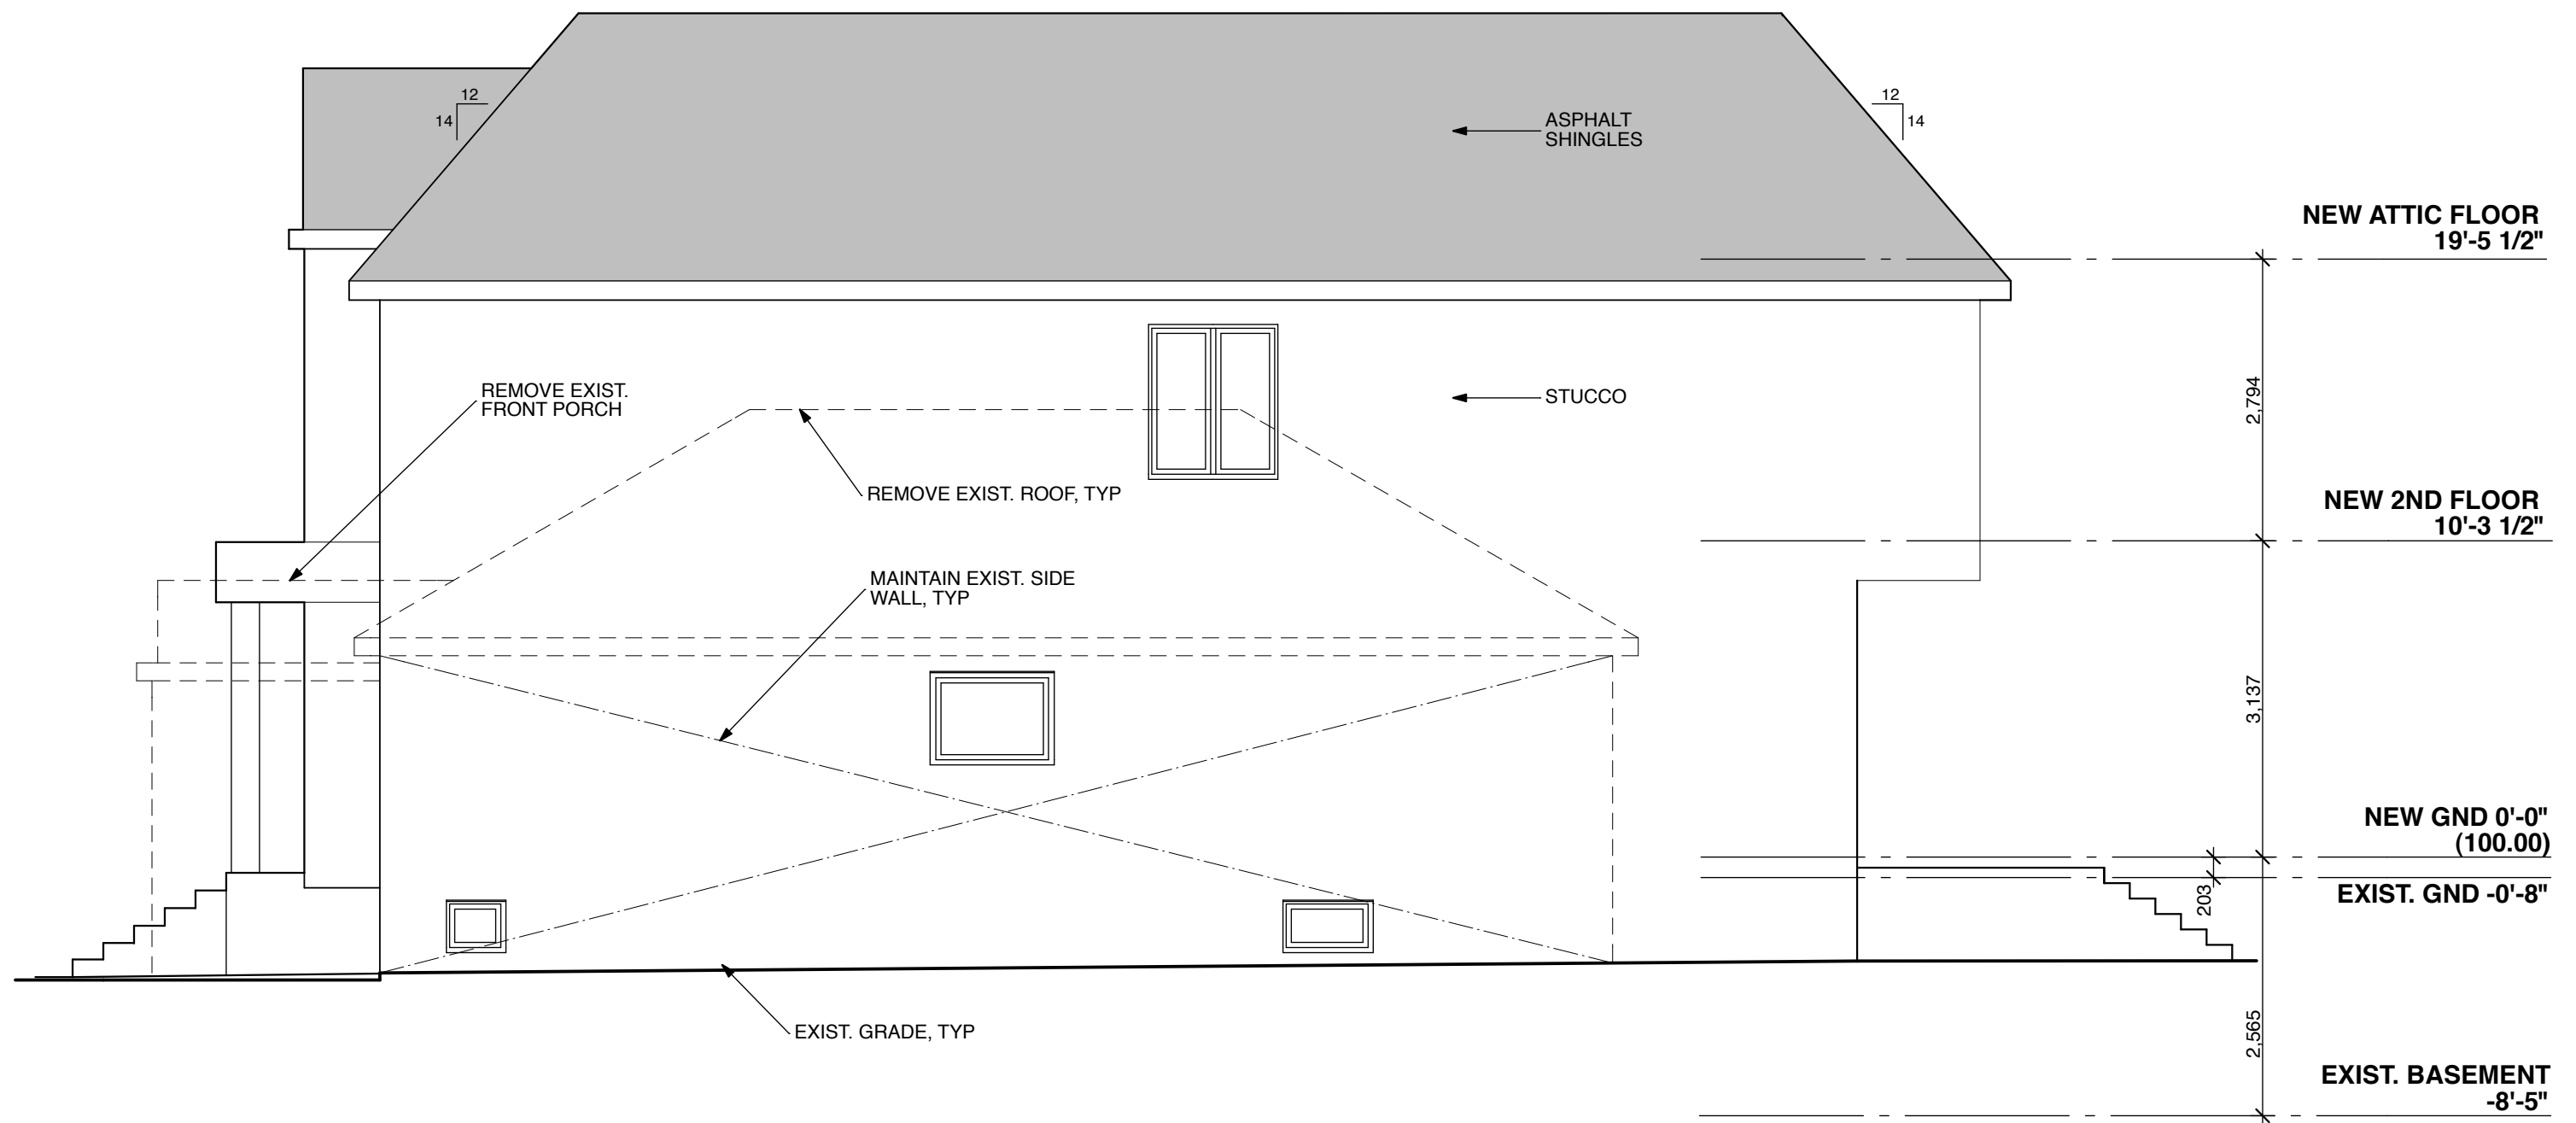 12
14
ASPHALT
SHINGLES
12
14
NEW ATTIC FLOOR
19'-5 1/2"
REMOVE EXIST.
FRONT PORCH
STUCCO
2,794
REMOVE EXIST. ROOF, TYP
NEW 2ND FLOOR
10'-3 1/2"
MAINTAIN EXIST. SIDE
WALL, TYP
3,137
NEW GND 0'-0"
(100.00)
203
EXIST. GND -0'-8"
EXIST. GRADE, TYP
2,565
EXIST. BASEMENT
-8'-5"